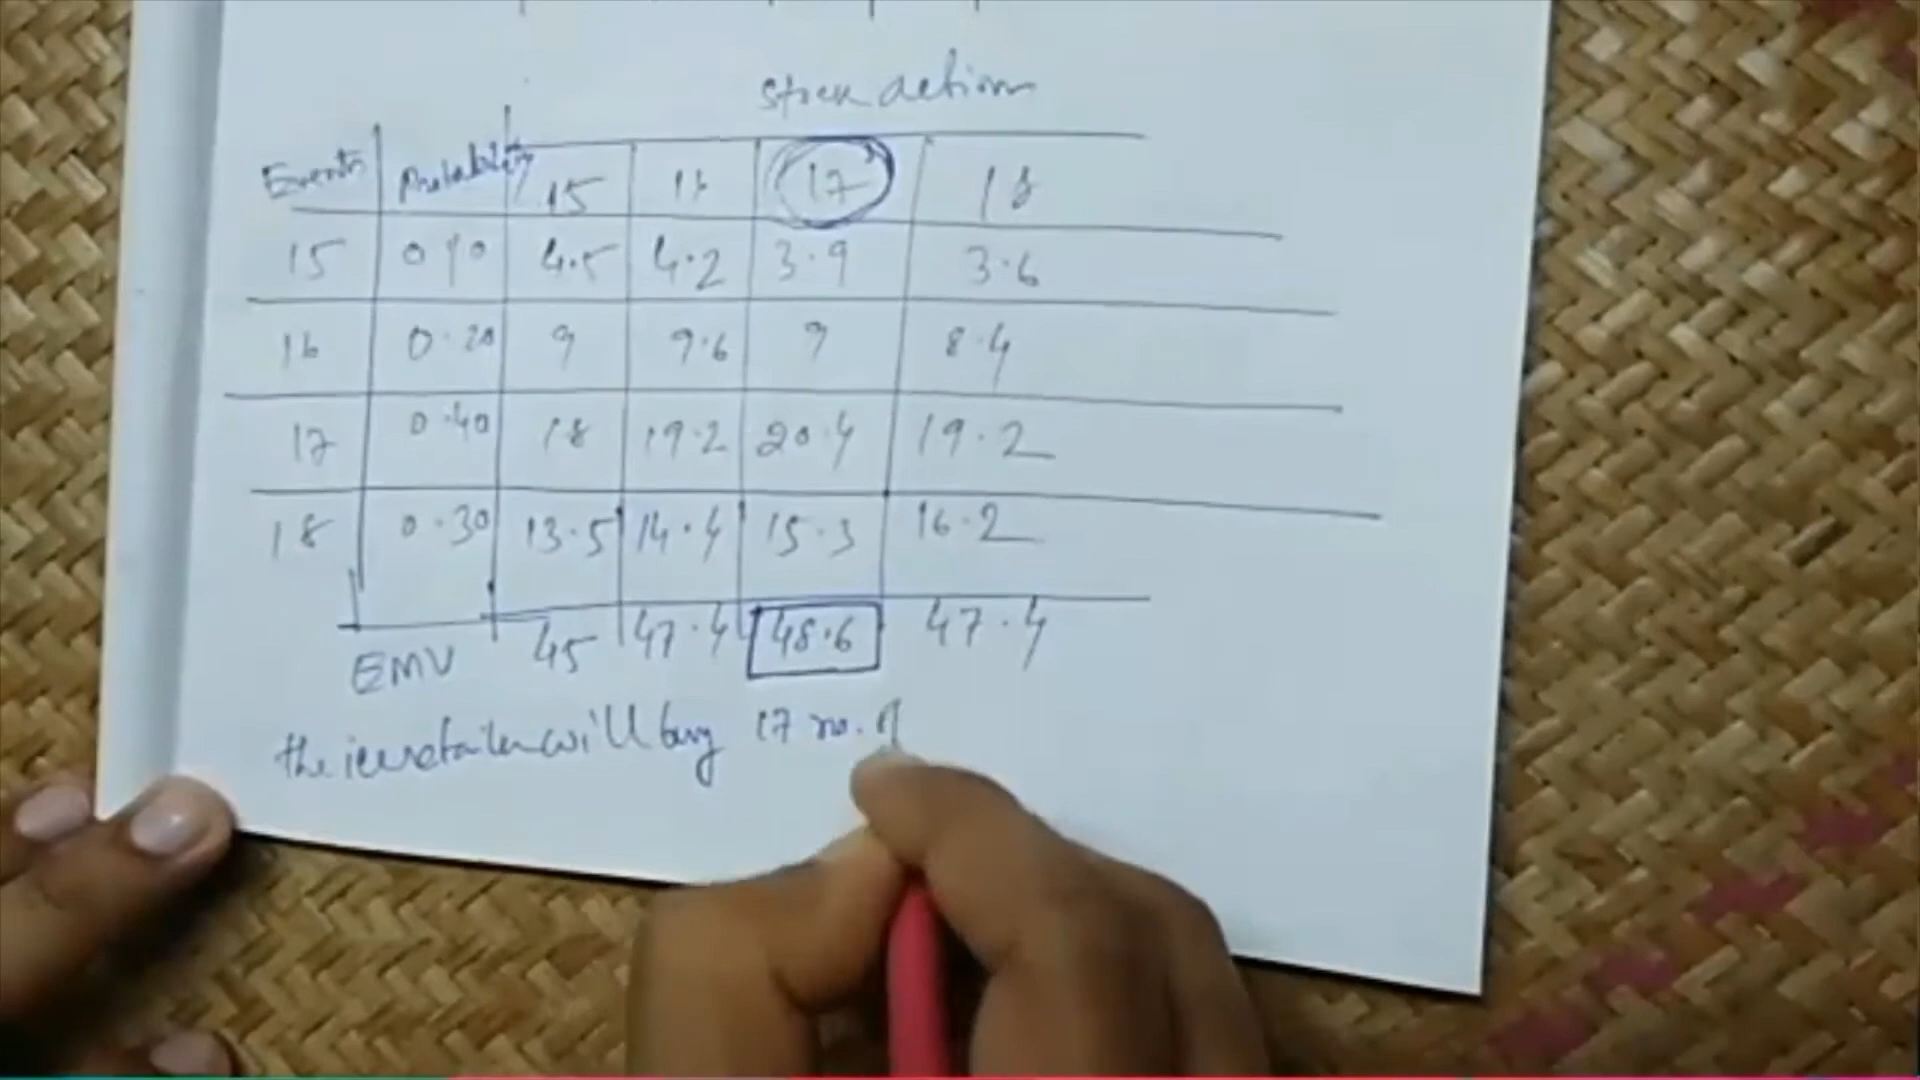 stock action
Events Probability 15 16 17 18
15 0.10 4.5 4.2 3.9 3.6
16 0.20 9 9.6 9 8.4
17 0.40 18 19.2 20.4 19.2
18 0.30 13.5 14.4 15.3 16.2
EMV 45 47.4 48.6 47.4
the retailer will buy 17 no. of